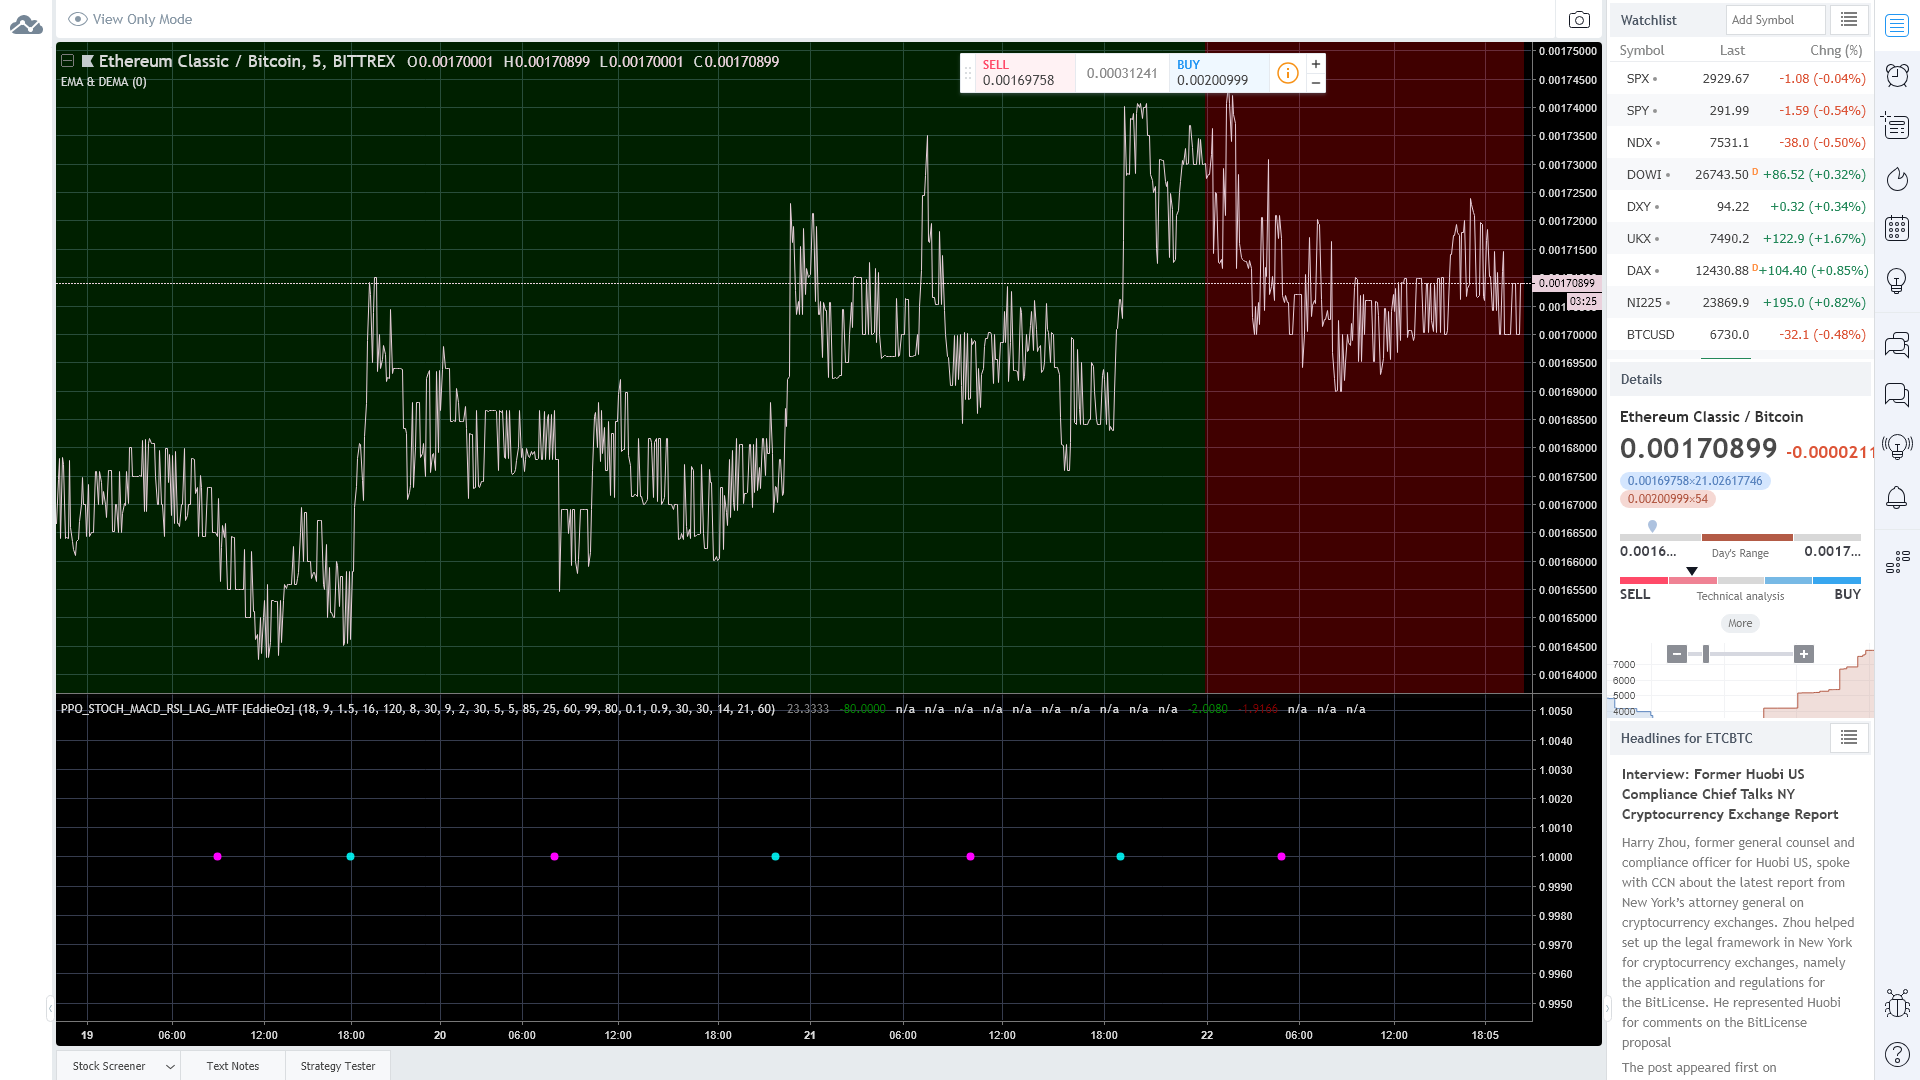 View Only Mode
Ethereum Classic / Bitcoin, 5, BITTREX O0.00170001 H0.00170899 L0.00170001 C0.00170899
EMA & DEMA (0)
SELL
0.00169758
0.00031241
BUY
0.00200999
0.00175000
0.00174500
0.00174000
0.00173500
0.00173000
0.00172500
0.00172000
0.00171500
0.00170899
03:25
0.00170000
0.00169500
0.00169000
0.00168500
0.00168000
0.00167500
0.00167000
0.00166500
0.00166000
0.00165500
0.00165000
0.00164500
0.00164000
PPO_STOCH_MACD_RSI_LAG_MTF [EddieOz] (18, 9, 1.5, 16, 120, 8, 30, 9, 2, 30, 5, 5, 85, 25, 60, 99, 80, 0.1, 0.9, 30, 30, 14, 21, 60) 23.3333 -80.0000 n/a n/a n/a n/a n/a n/a n/a n/a n/a n/a -2.0080 -1.9166 n/a n/a n/a
1.0050
1.0040
1.0030
1.0020
1.0010
1.0000
0.9990
0.9980
0.9970
0.9960
0.9950
19 06:00 12:00 18:00 20 06:00 12:00 18:00 21 06:00 12:00 18:00 22 06:00 12:00 18:05
Stock Screener Text Notes Strategy Tester
Watchlist Add Symbol
Symbol Last Chng (%)
SPX 2929.67 -1.08 (-0.04%)
SPY 291.99 -1.59 (-0.54%)
NDX 7531.1 -38.0 (-0.50%)
DOWI 26743.50 D +86.52 (+0.32%)
DXY 94.22 +0.32 (+0.34%)
UKX 7490.2 +122.9 (+1.67%)
DAX 12430.88 D +104.40 (+0.85%)
NI225 23869.9 +195.0 (+0.82%)
BTCUSD 6730.0 -32.1 (-0.48%)
Details
Ethereum Classic / Bitcoin
0.00170899 -0.0000211
0.00169758×21.02617746
0.00200999×54
0.0016... Day's Range 0.0017...
SELL Technical analysis BUY
More
7000
6000
5000
4000
Headlines for ETCBTC
Interview: Former Huobi US
Compliance Chief Talks NY
Cryptocurrency Exchange Report
Harry Zhou, former general counsel and
compliance officer for Huobi US, spoke
with CCN about the latest report from
New York's attorney general on
cryptocurrency exchanges. Zhou helped
set up the legal framework in New York
for cryptocurrency exchanges, namely
the application and regulations for
the BitLicense. He represented Huobi
for comments on the BitLicense
proposal
The post appeared first on